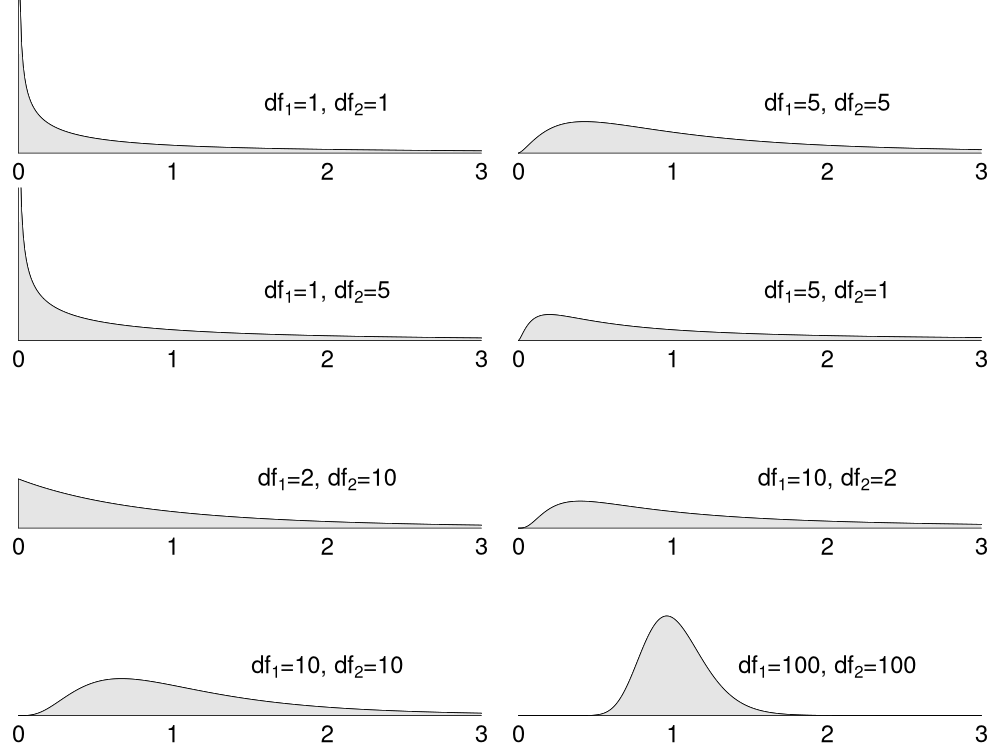 df₁=1, df₂=1
0 1 2 3
df₁=5, df₂=5
0 1 2 3
df₁=1, df₂=5
0 1 2 3
df₁=5, df₂=1
0 1 2 3
df₁=2, df₂=10
0 1 2 3
df₁=10, df₂=2
0 1 2 3
df₁=10, df₂=10
0 1 2 3
df₁=100, df₂=100
0 1 2 3